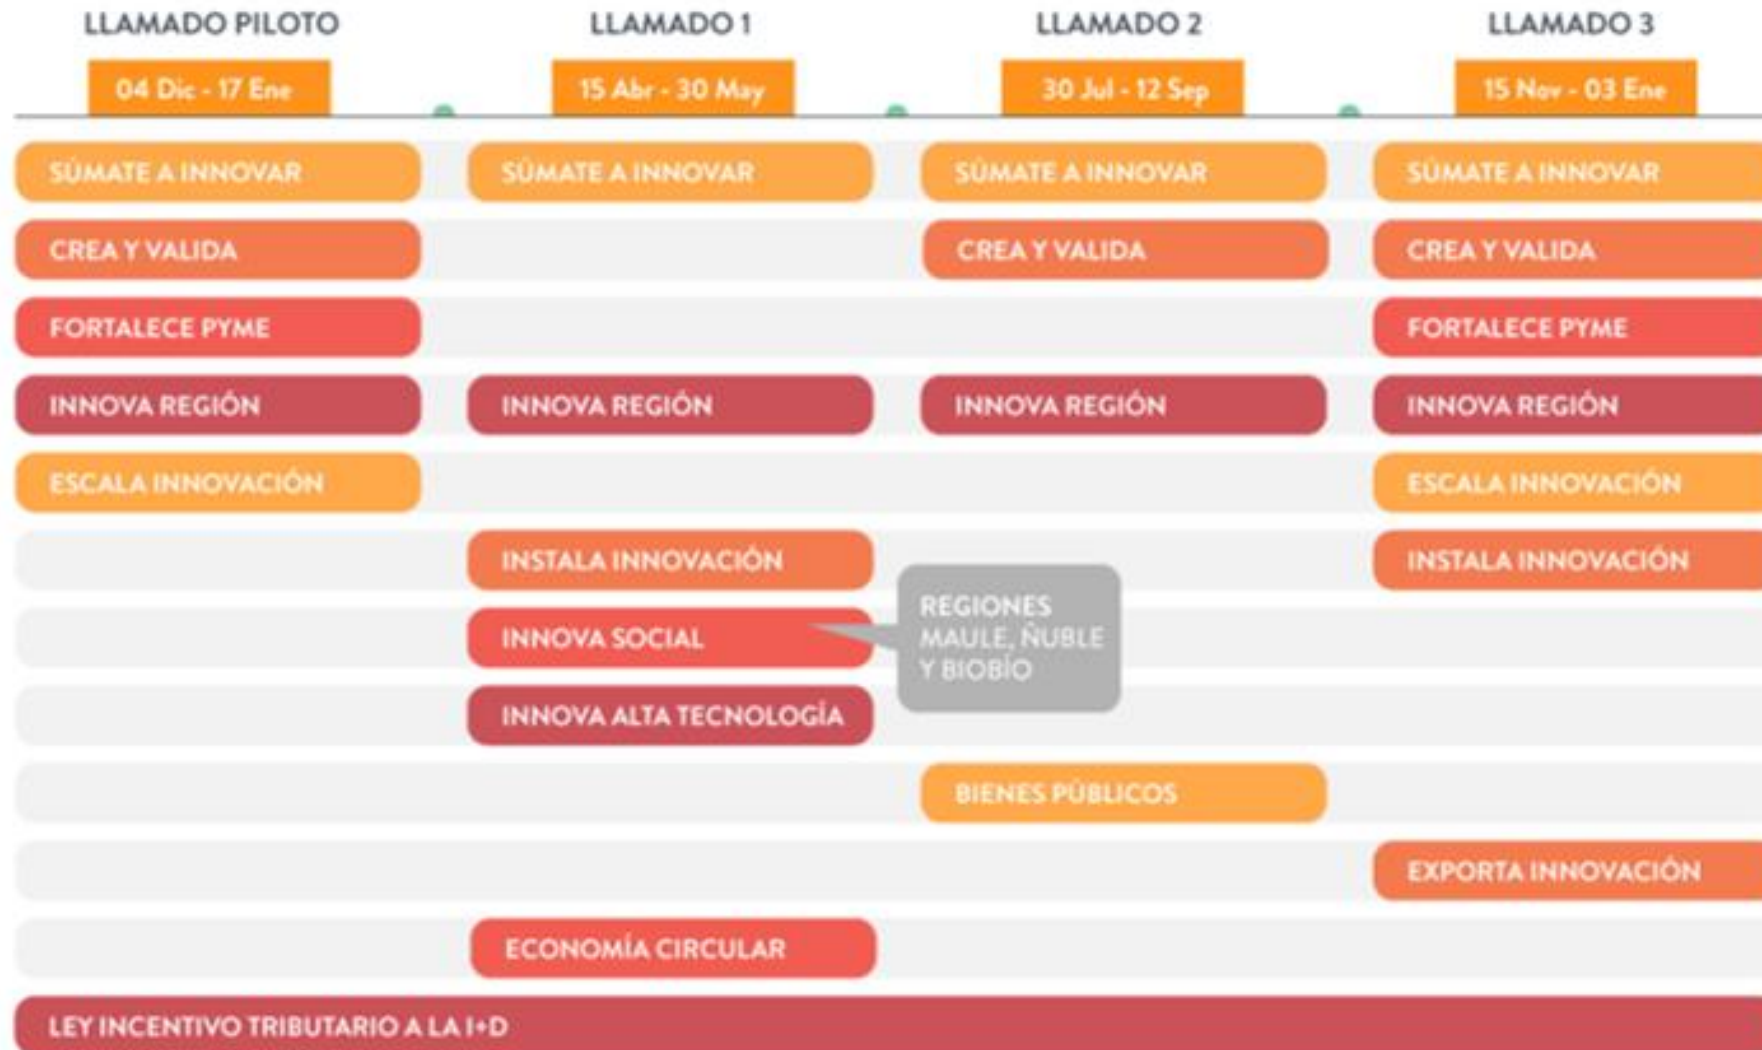 LLAMADO PILOTO
LLAMADO 1
LLAMADO 2
LLAMADO 3
04 Dic - 17 Ene
15 Abr - 30 May
30 Jul - 12 Sep
15 Nov - 03 Ene
SÚMATE A INNOVAR
SÚMATE A INNOVAR
SÚMATE A INNOVAR
SÚMATE A INNOVAR
CREA Y VALIDA
CREA Y VALIDA
CREA Y VALIDA
FORTALECE PYME
FORTALECE PYME
INNOVA REGIÓN
INNOVA REGIÓN
INNOVA REGIÓN
INNOVA REGIÓN
ESCALA INNOVACIÓN
ESCALA INNOVACIÓN
INSTALA INNOVACIÓN
INSTALA INNOVACIÓN
INNOVA SOCIAL
REGIONES
MAULE, ÑUBLE
Y BIOBÍO
INNOVA ALTA TECNOLOGÍA
BIENES PÚBLICOS
EXPORTA INNOVACIÓN
ECONOMÍA CIRCULAR
LEY INCENTIVO TRIBUTARIO A LA I+D